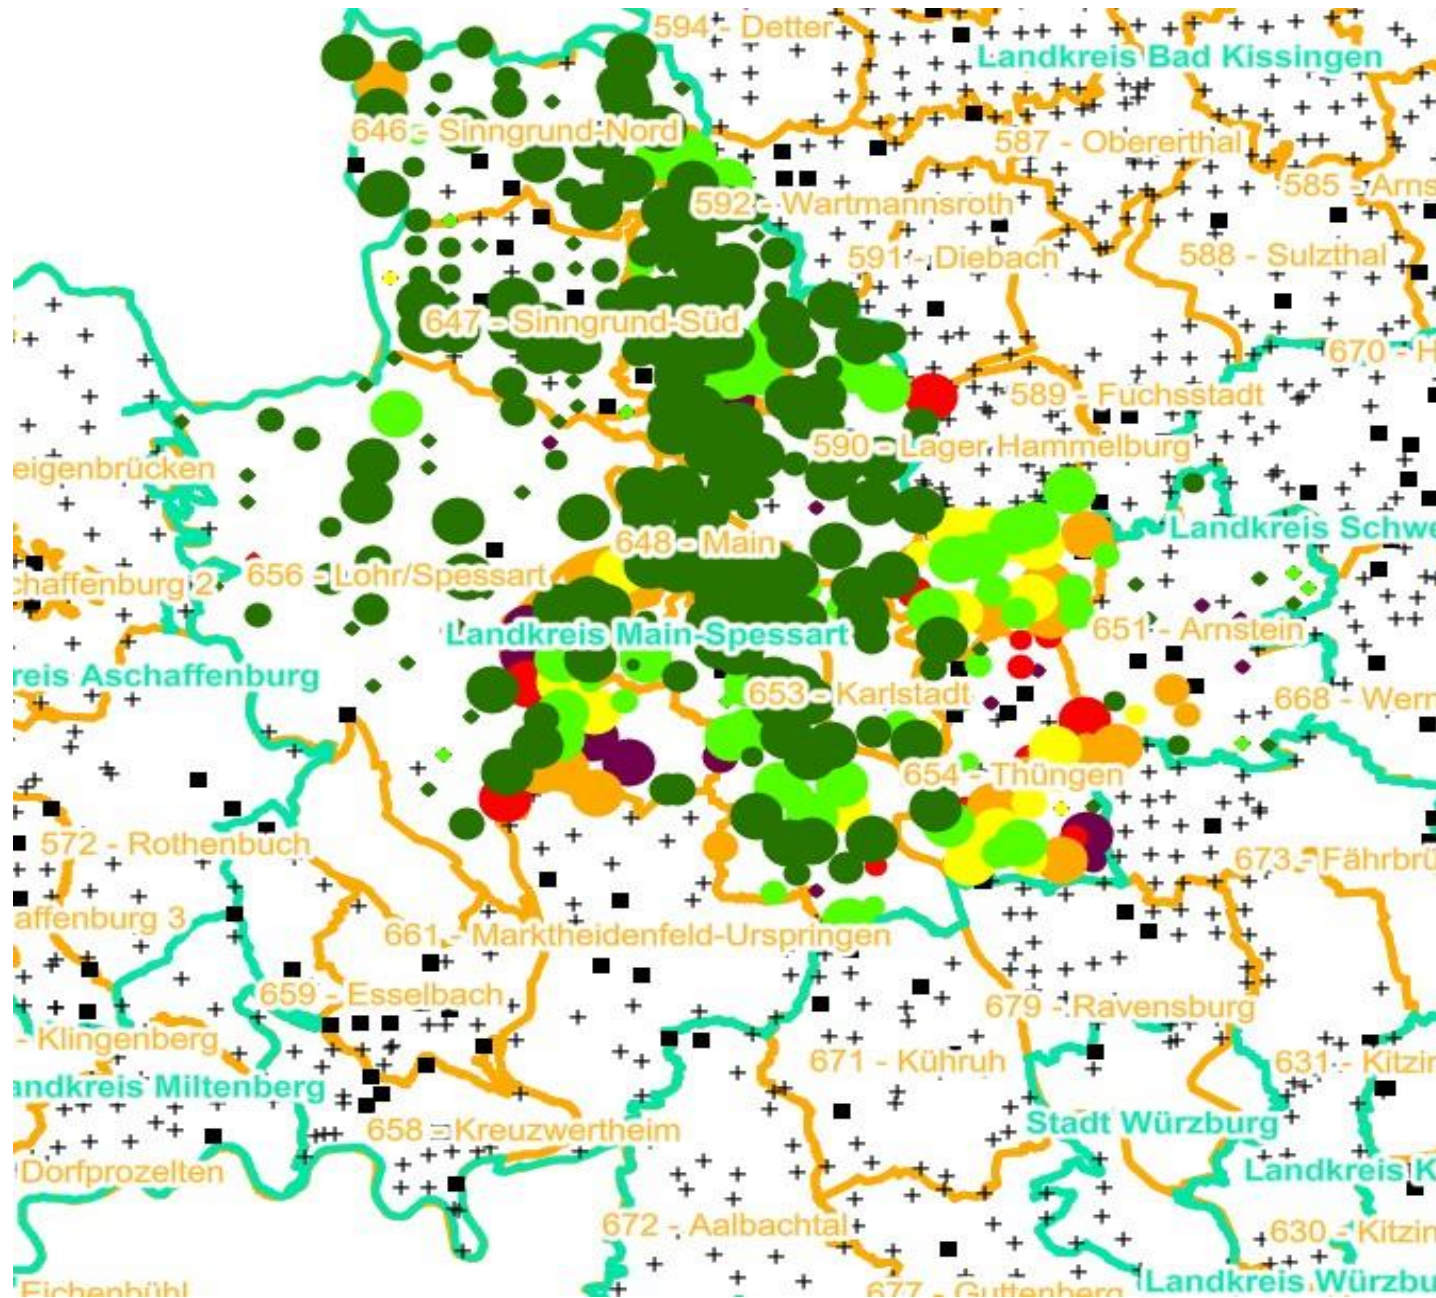 594 - Detter
Landkreis Bad Kissingen
646 - Sinngrund-Nord
587 - Oberethal
585 - Arns
592 - Wartmannsroth
591 - Diebach
588 - Sulzthal
647 - Sinngrund-Süd
670 - H
589 - Fuchsstadt
590 - Lager Hammelburg
eigenbrücken
Landkreis Schwe
648 - Main
656 - Lohr/Spessart
chaffenburg 2
Landkreis Main-Spessart
651 - Arnstein
reis Aschaffenburg
653 - Karlstadt
668 - Wern
654 - Thüngen
572 - Rothenbuch
673 - Fährbrü
affenburg 3
661 - Marktheidenfeld-Urspringen
659 - Esselbach
679 - Ravensburg
- Klingenberg
671 - Kühruh
631 - Kitzin
andkreis Miltenberg
Stadt Würzburg
658 - Kreuzwertheim
Dorfprozelten
Landkreis K
672 - Aalbachtal
630 - Kitzin
Eichenbühl
677 - Guttenberg
Landkreis Würzbu